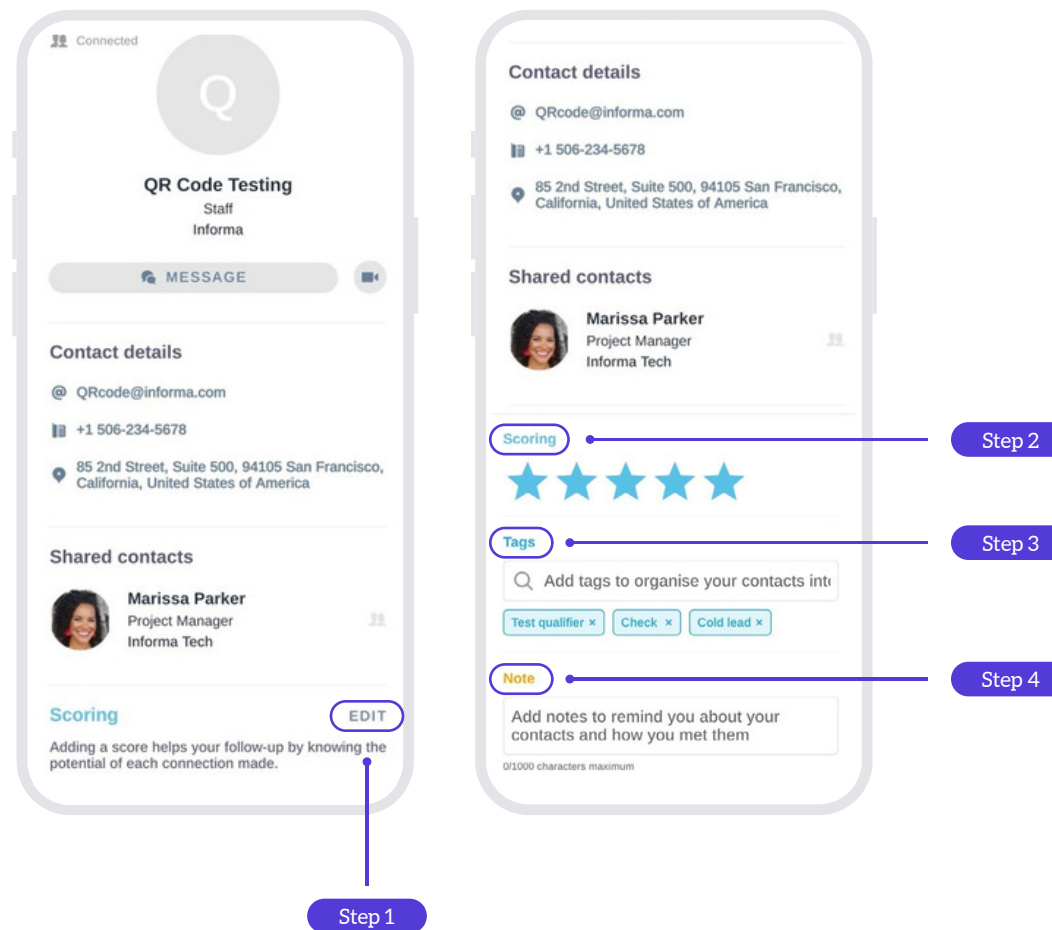 Connected
Q
QR Code Testing
Staff
Informa
MESSAGE
Contact details
@ QRcode@informa.com
+1 506-234-5678
85 2nd Street, Suite 500, 94105 San Francisco,
California, United States of America
Shared contacts
Marissa Parker
Project Manager
Informa Tech
Scoring
EDIT
Adding a score helps your follow-up by knowing the
potential of each connection made.
Step 1
Contact details
@ QRcode@informa.com
+1 506-234-5678
85 2nd Street, Suite 500, 94105 San Francisco,
California, United States of America
Shared contacts
Marissa Parker
Project Manager
Informa Tech
Scoring
Step 2
Tags
Step 3
Add tags to organise your contacts into
Test qualifier × Check × Cold lead ×
Note
Step 4
Add notes to remind you about your
contacts and how you met them
0/1000 characters maximum